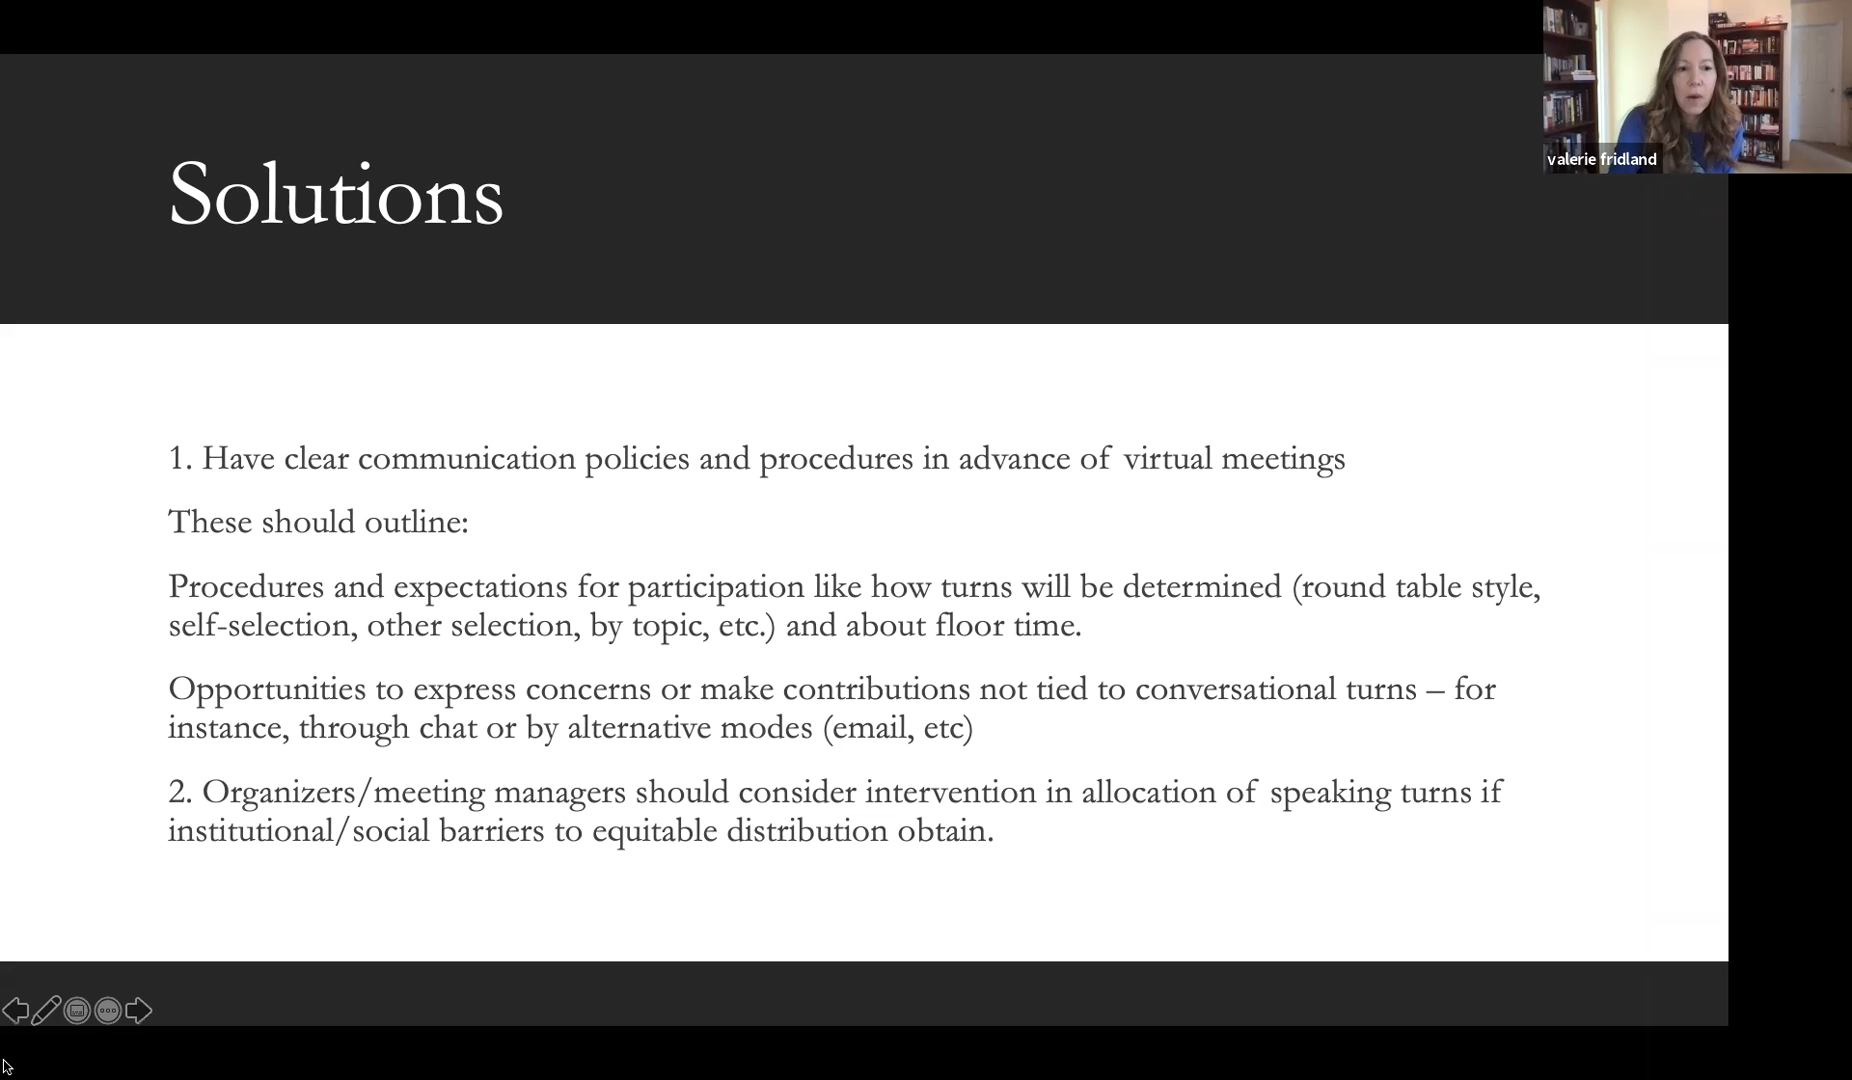 Solutions
valerie fridland
1. Have clear communication policies and procedures in advance of virtual meetings
These should outline:
Procedures and expectations for participation like how turns will be determined (round table style,
self-selection, other selection, by topic, etc.) and about floor time.
Opportunities to express concerns or make contributions not tied to conversational turns – for
instance, through chat or by alternative modes (email, etc)
2. Organizers/meeting managers should consider intervention in allocation of speaking turns if
institutional/social barriers to equitable distribution obtain.